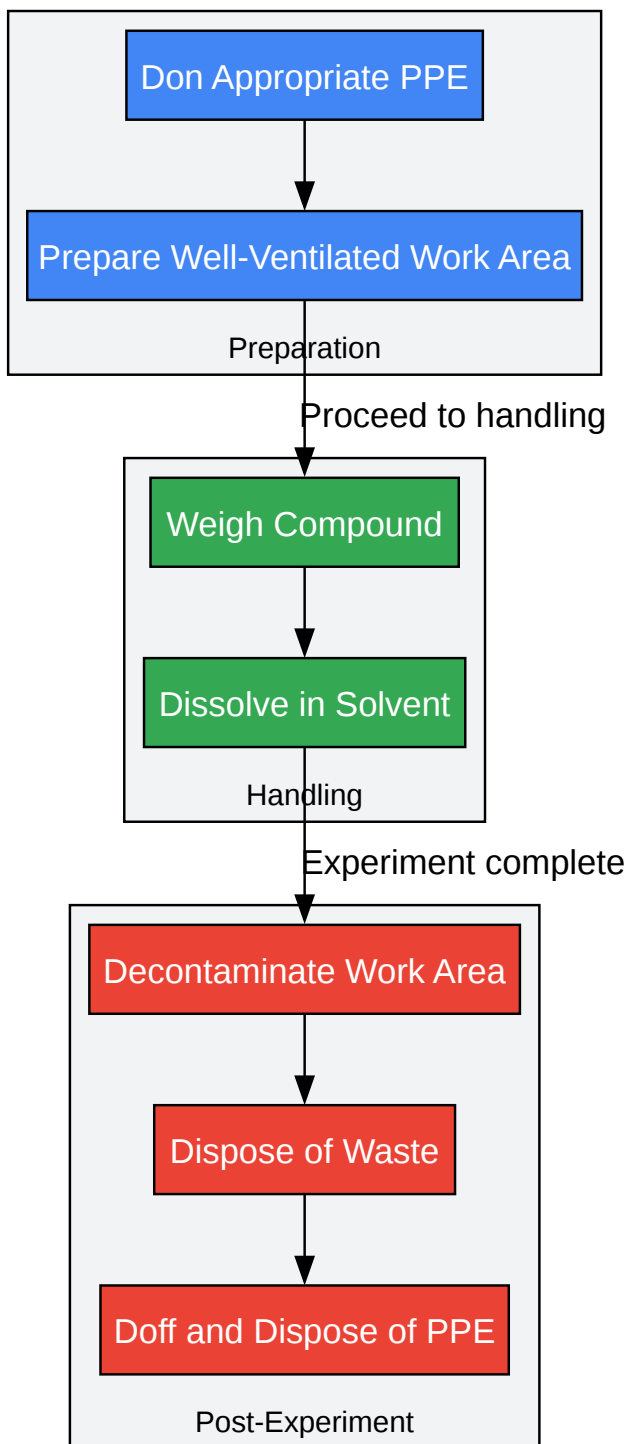 Don Appropriate PPE
Prepare Well-Ventilated Work Area
Preparation
Proceed to handling
Weigh Compound
Dissolve in Solvent
Handling
Experiment complete
Decontaminate Work Area
Dispose of Waste
Doff and Dispose of PPE
Post-Experiment